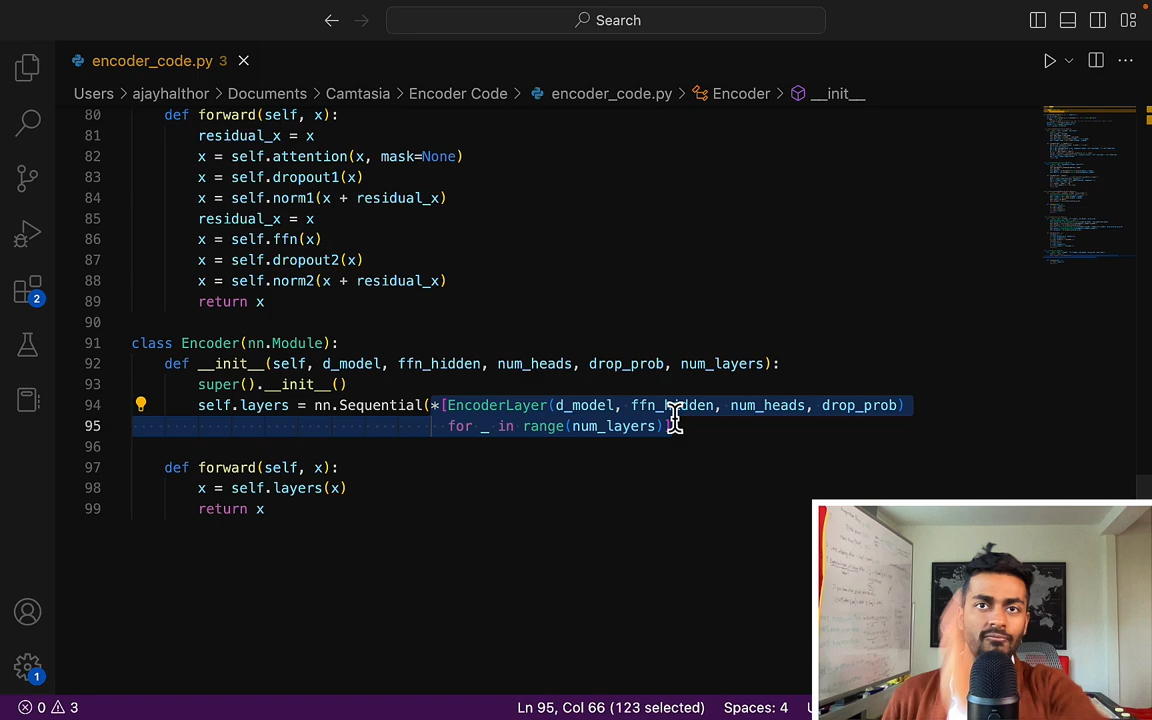 Search
encoder_code.py 3
Users > ajayhalthor > Documents > Camtasia > Encoder Code > encoder_code.py > Encoder > __init__
80 def forward(self, x):
81 residual_x = x
82 x = self.attention(x, mask=None)
83 x = self.dropout1(x)
84 x = self.norm1(x + residual_x)
85 residual_x = x
86 x = self.ffn(x)
87 x = self.dropout2(x)
88 x = self.norm2(x + residual_x)
89 return x
90
91 class Encoder(nn.Module):
92 def __init__(self, d_model, ffn_hidden, num_heads, drop_prob, num_layers):
93 super().__init__()
94 self.layers = nn.Sequential(*[EncoderLayer(d_model, ffn_hidden, num_heads, drop_prob)
95 for _ in range(num_layers)]
96
97 def forward(self, x):
98 x = self.layers(x)
99 return x
2
1
0 3 Ln 95, Col 66 (123 selected) Spaces: 4